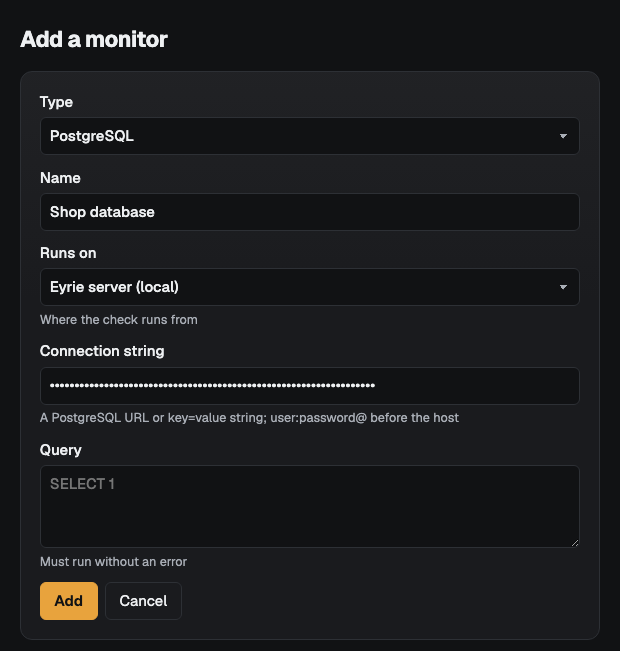 Add a monitor
Type
PostgreSQL
Name
Shop database
Runs on
Eyrie server (local)
Where the check runs from
Connection string
A PostgreSQL URL or key=value string; user:password@ before the host
Query
SELECT 1
Must run without an error
Add
Cancel